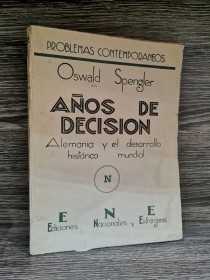 PROBLEMAS CONTEMPORANEOS
Oswald Spengler
AÑOS DE
DECISION
Alemania y el desarrollo
histórico mundial
N
E N E
Ediciones Nacionales y Extranjeras